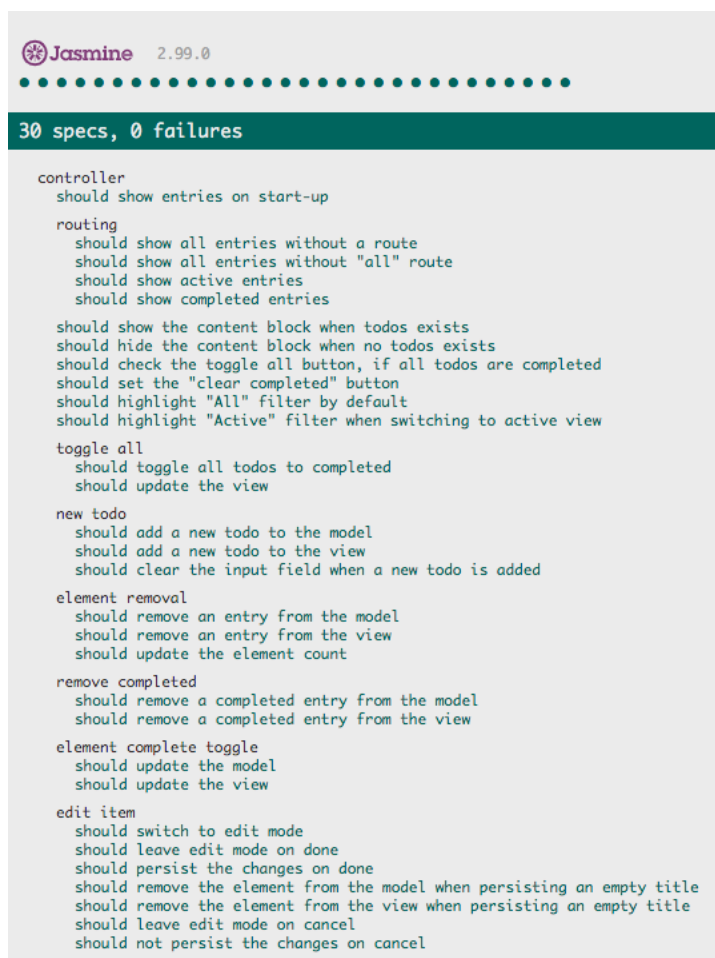 Jasmine 2.99.0
30 specs, 0 failures
controller
should show entries on start-up
routing
should show all entries without a route
should show all entries without "all" route
should show active entries
should show completed entries
should show the content block when todos exists
should hide the content block when no todos exists
should check the toggle all button, if all todos are completed
should set the "clear completed" button
should highlight "All" filter by default
should highlight "Active" filter when switching to active view
toggle all
should toggle all todos to completed
should update the view
new todo
should add a new todo to the model
should add a new todo to the view
should clear the input field when a new todo is added
element removal
should remove an entry from the model
should remove an entry from the view
should update the element count
remove completed
should remove a completed entry from the model
should remove a completed entry from the view
element complete toggle
should update the model
should update the view
edit item
should switch to edit mode
should leave edit mode on done
should persist the changes on done
should remove the element from the model when persisting an empty title
should remove the element from the view when persisting an empty title
should leave edit mode on cancel
should not persist the changes on cancel